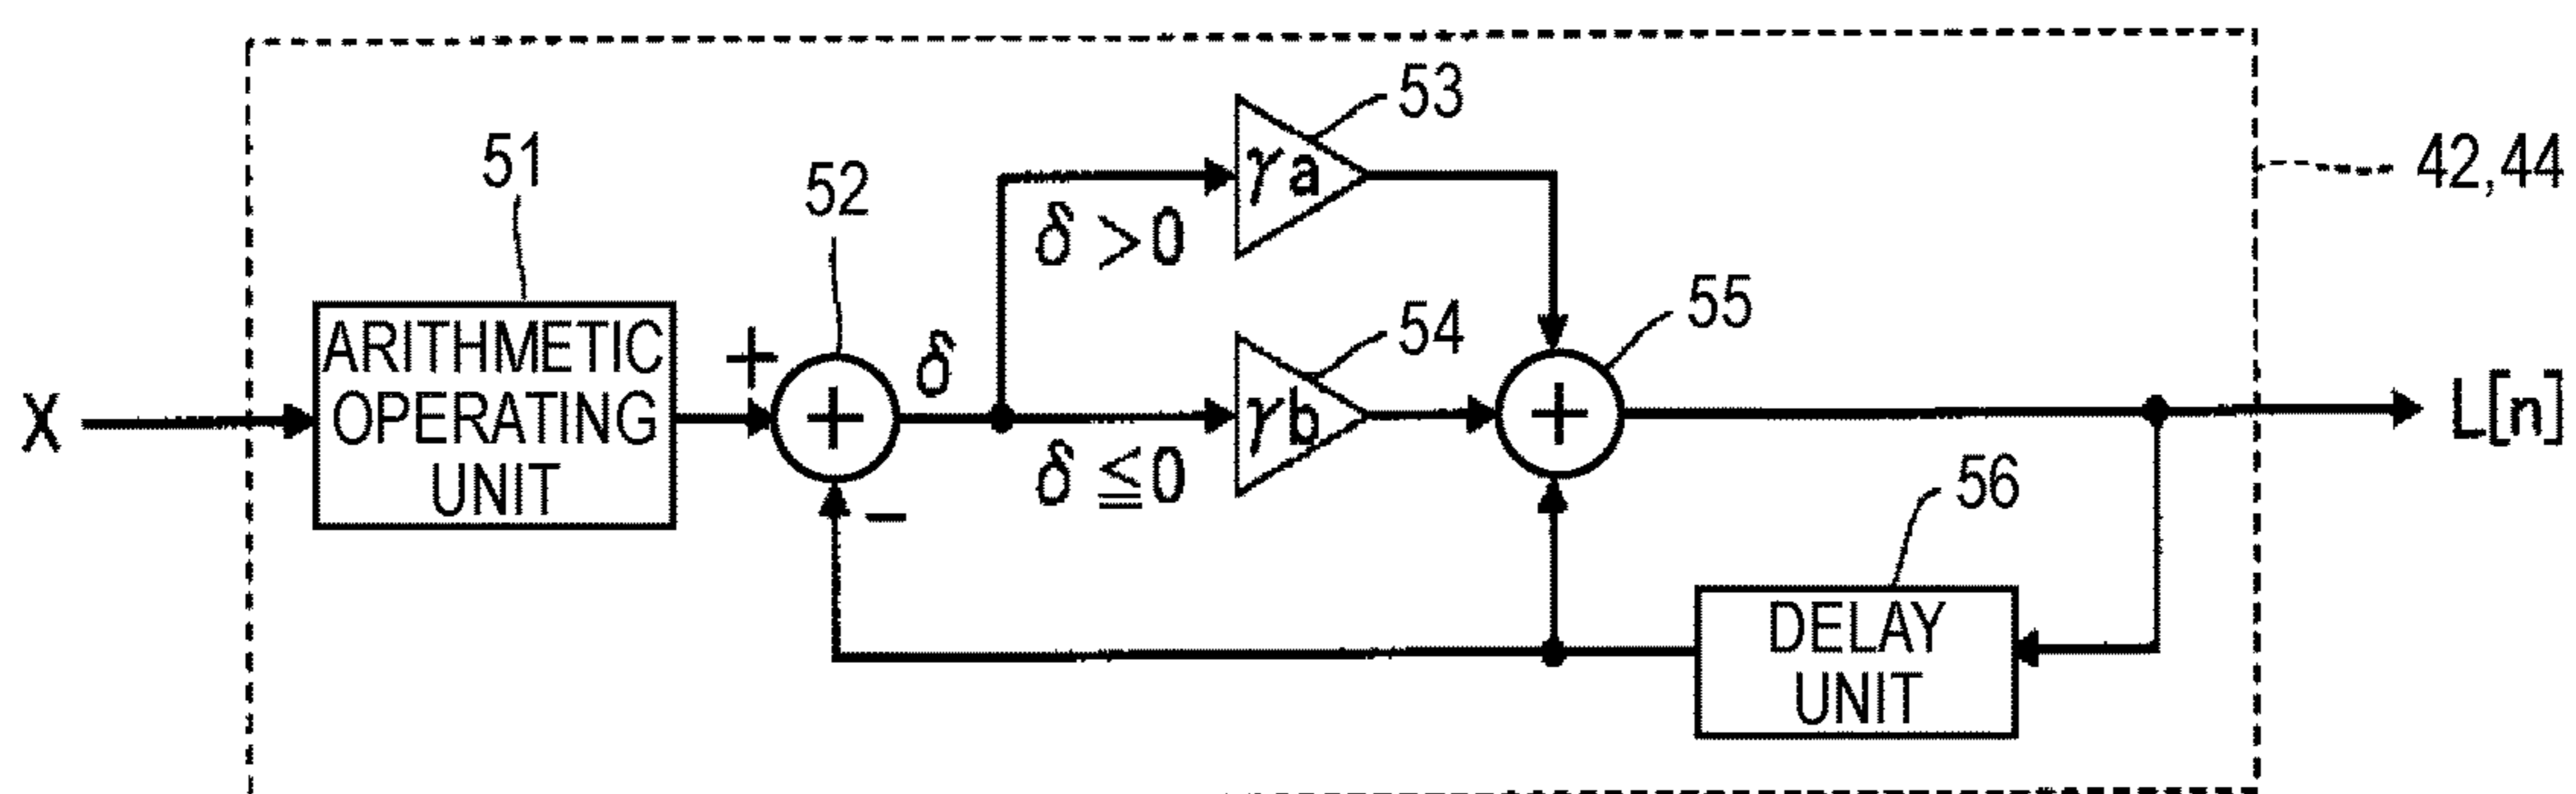 53
51
52
42,44
γa
δ >0
55
54
ARITHMETIC
OPERATING
UNIT
+
δ
X
+
γb
+
L[n]
δ ≦0
−
56
DELAY
UNIT